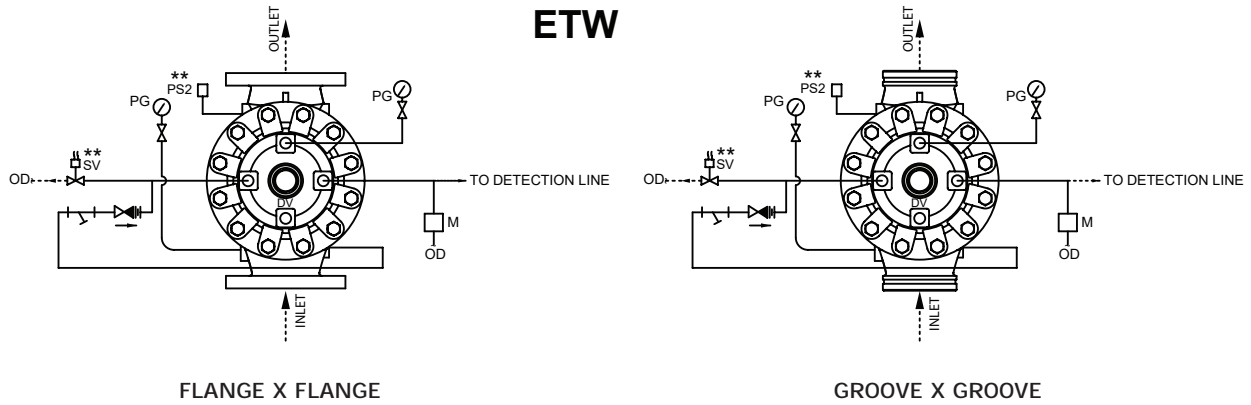 ETW
OUTLET
**
PS2
PG
PG
**
SV
OD
DV
TO DETECTION LINE
M
OD
INLET
FLANGE X FLANGE
OUTLET
**
PS2
PG
PG
**
SV
OD
DV
TO DETECTION LINE
M
OD
INLET
GROOVE X GROOVE